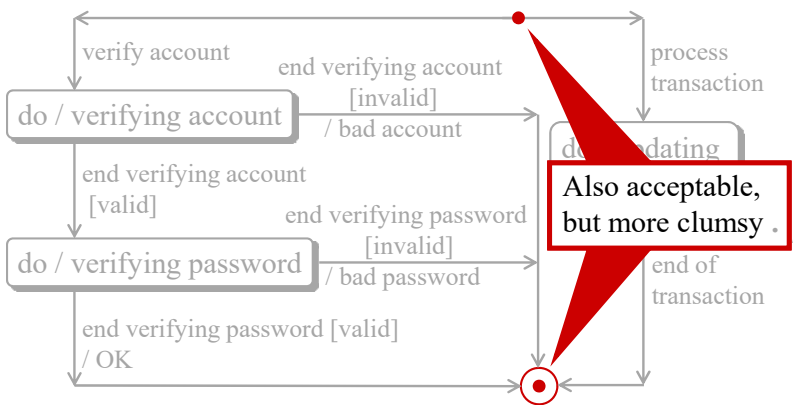 verify account
process
transaction
end verifying account
[invalid]
/ bad account
do / verifying account
do dating
end verifying account
[valid]
Also acceptable,
but more clumsy .
end verifying password
[invalid]
/ bad password
do / verifying password
end of
transaction
end verifying password [valid]
/ OK